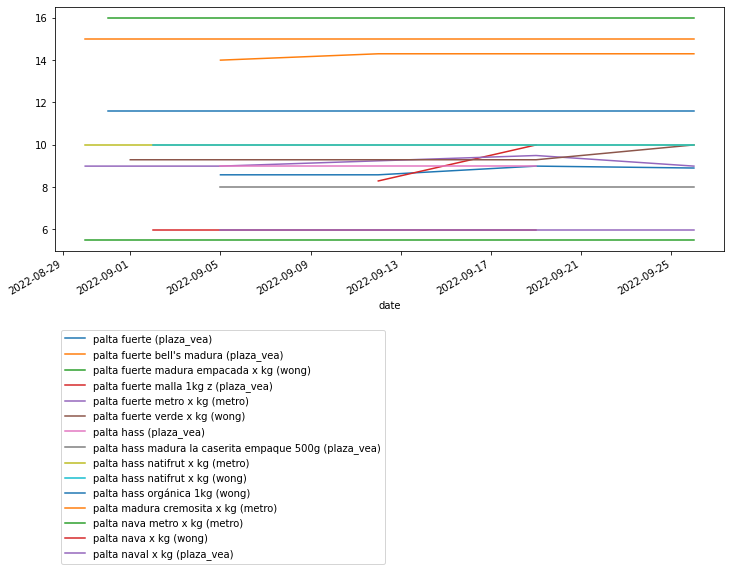 16
14
12
10
8
6
2022-08-29
2022-09-01
2022-09-05
2022-09-09
2022-09-13
2022-09-17
2022-09-21
2022-09-25
date
palta fuerte (plaza_vea)
palta fuerte bell's madura (plaza_vea)
palta fuerte madura empacada x kg (wong)
palta fuerte malla 1kg z (plaza_vea)
palta fuerte metro x kg (metro)
palta fuerte verde x kg (wong)
palta hass (plaza_vea)
palta hass madura la caserita empaque 500g (plaza_vea)
palta hass natifrut x kg (metro)
palta hass natifrut x kg (wong)
palta hass orgánica 1kg (wong)
palta madura cremosita x kg (metro)
palta nava metro x kg (metro)
palta nava x kg (wong)
palta naval x kg (plaza_vea)